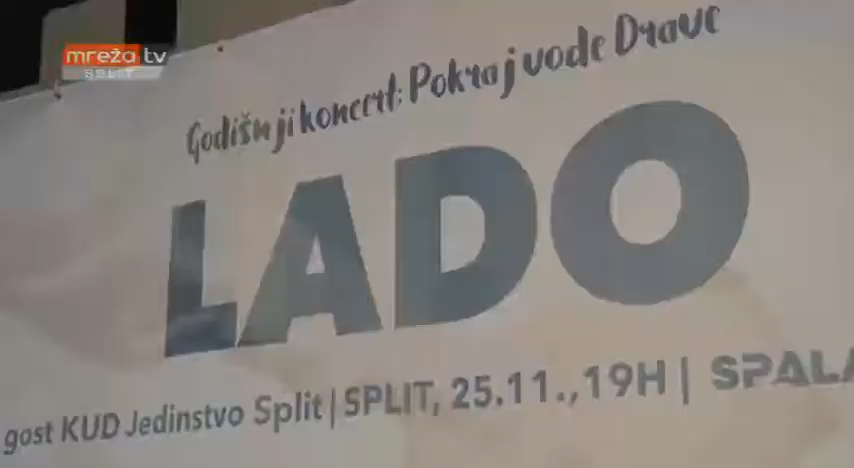 mreža tv
SPLIT
Godišnji koncert: Pokraj vode Drave
LADO
gost KUD Jedinstvo Split | SPLIT, 25.11., 19H |